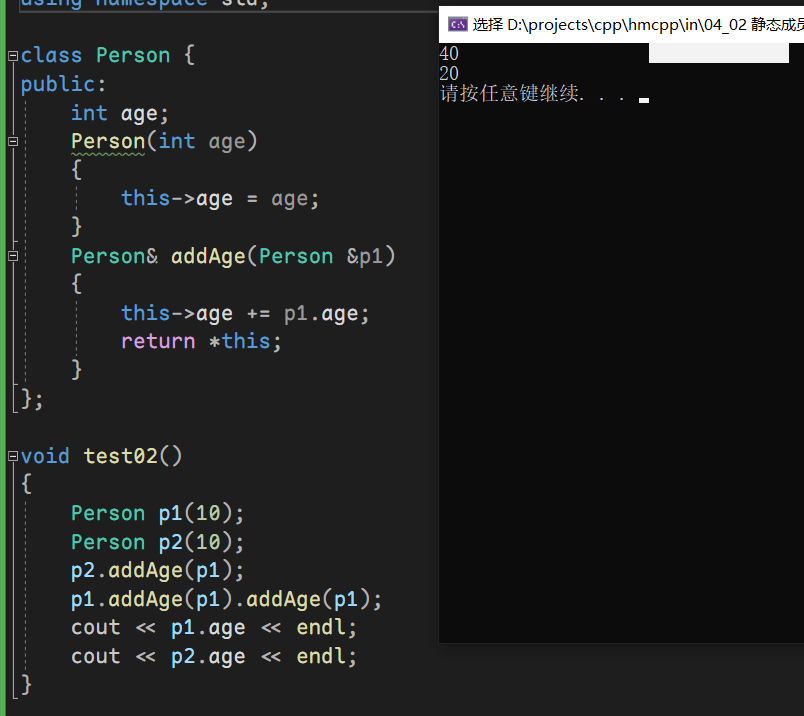 using namespace std;
class Person {
public:
int age;
Person(int age)
{
this->age = age;
}
Person& addAge(Person &p1)
{
this->age += p1.age;
return *this;
}
};
void test02()
{
Person p1(10);
Person p2(10);
p2.addAge(p1);
p1.addAge(p1).addAge(p1);
cout << p1.age << endl;
cout << p2.age << endl;
}
选择 D:\projects\cpp\hmcpp\in\04_02 静态成员
40
20
请按任意键继续. . .